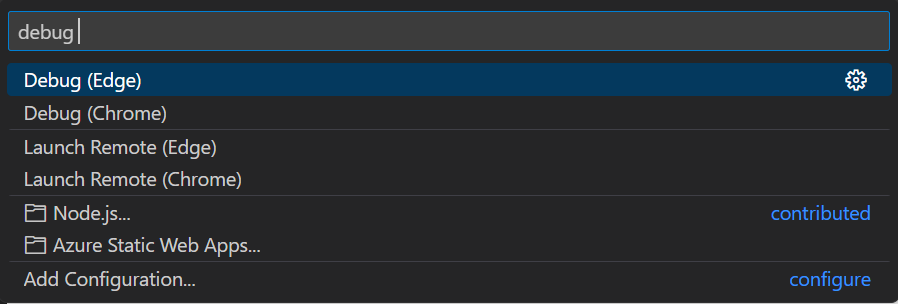 debug
Debug (Edge)
Debug (Chrome)
Launch Remote (Edge)
Launch Remote (Chrome)
Node.js... contributed
Azure Static Web Apps...
Add Configuration... configure